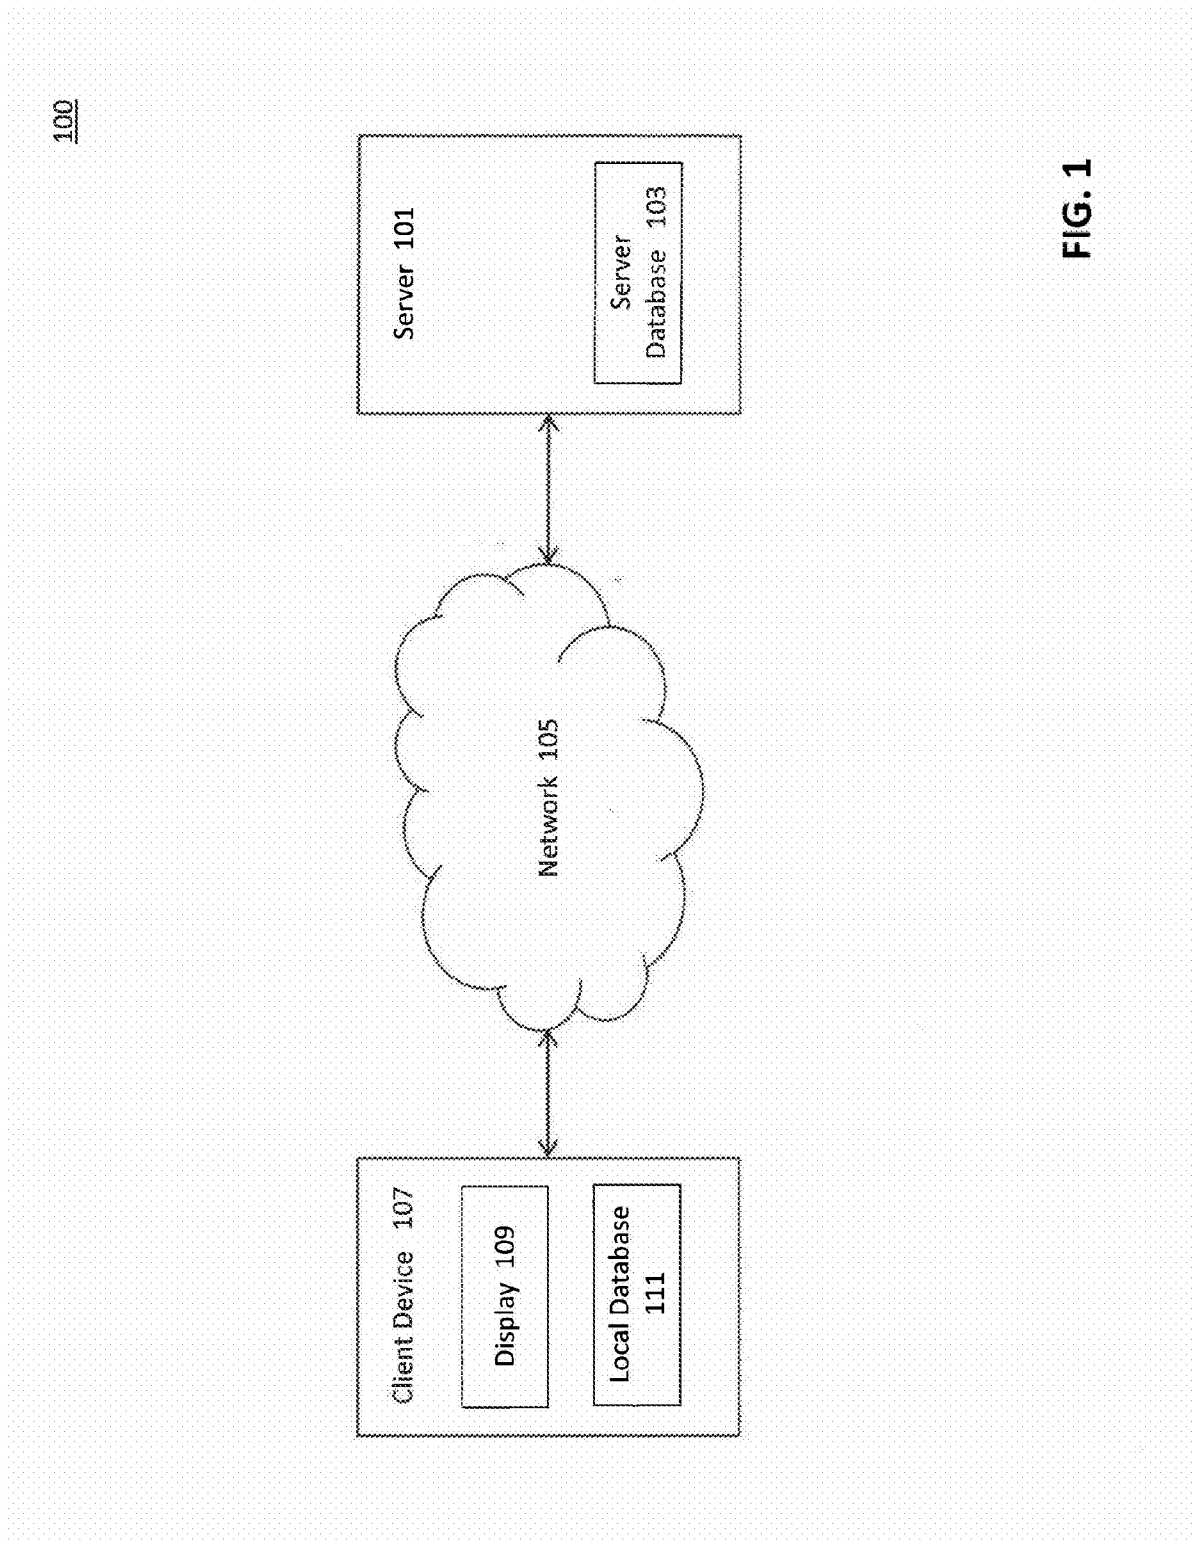 100
Client Device 107
Display 109
Local Database
111
Network 105
Server 101
Server
Database 103
FIG. 1